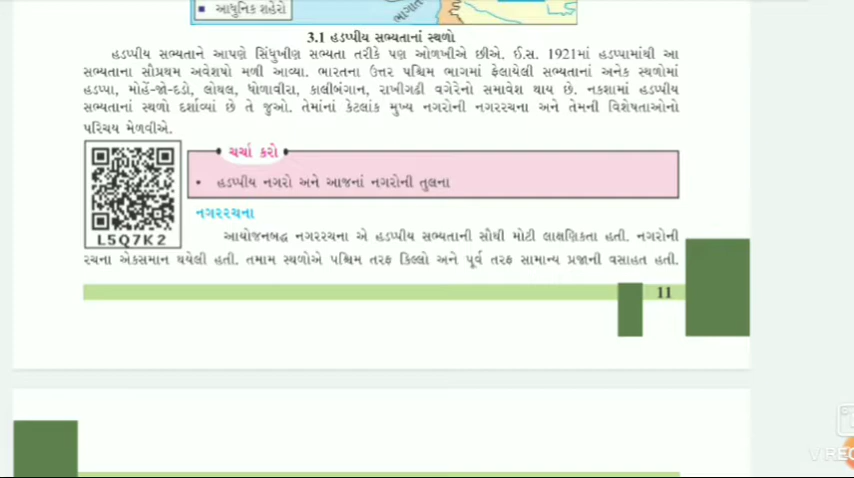 ■ આધુનિક શહેરો
3.1 હડપ્પીય સભ્યતાનાં સ્થળો
હડપ્પીય સભ્યતાને આપણે સિંધુખીણ સભ્યતા તરીકે પણ ઓળખીએ છીએ. ઈ.સ. 1921માં હડપ્પામાંથી આ
સભ્યતાના સૌપ્રથમ અવેશષો મળી આવ્યા. ભારતના ઉત્તર પશ્ચિમ ભાગમાં ફેલાયેલી સભ્યતાનાં અનેક સ્થળોમાં
હડપ્પા, મોહેં-જો-દડો, લોથલ, ધોળાવીરા, કાલીબંગાન, રાખીગઢી વગેરેનો સમાવેશ થાય છે. નકશામાં હડપ્પીય
સભ્યતાનાં સ્થળો દર્શાવ્યાં છે તે જુઓ. તેમાંનાં કેટલાંક મુખ્ય નગરોની નગરરચના અને તેમની વિશેષતાઓનો
પરિચય મેળવીએ.
ચર્ચા કરો
• હડપ્પીય નગરો અને આજનાં નગરોની તુલના
L5Q7K2
નગરરચના
આયોજનબદ્ધ નગરરચના એ હડપ્પીય સભ્યતાની સૌથી મોટી લાક્ષણિકતા હતી. નગરોની
રચના એકસમાન થયેલી હતી. તમામ સ્થળોએ પશ્ચિમ તરફ કિલ્લો અને પૂર્વ તરફ સામાન્ય પ્રજાની વસાહત હતી.
11